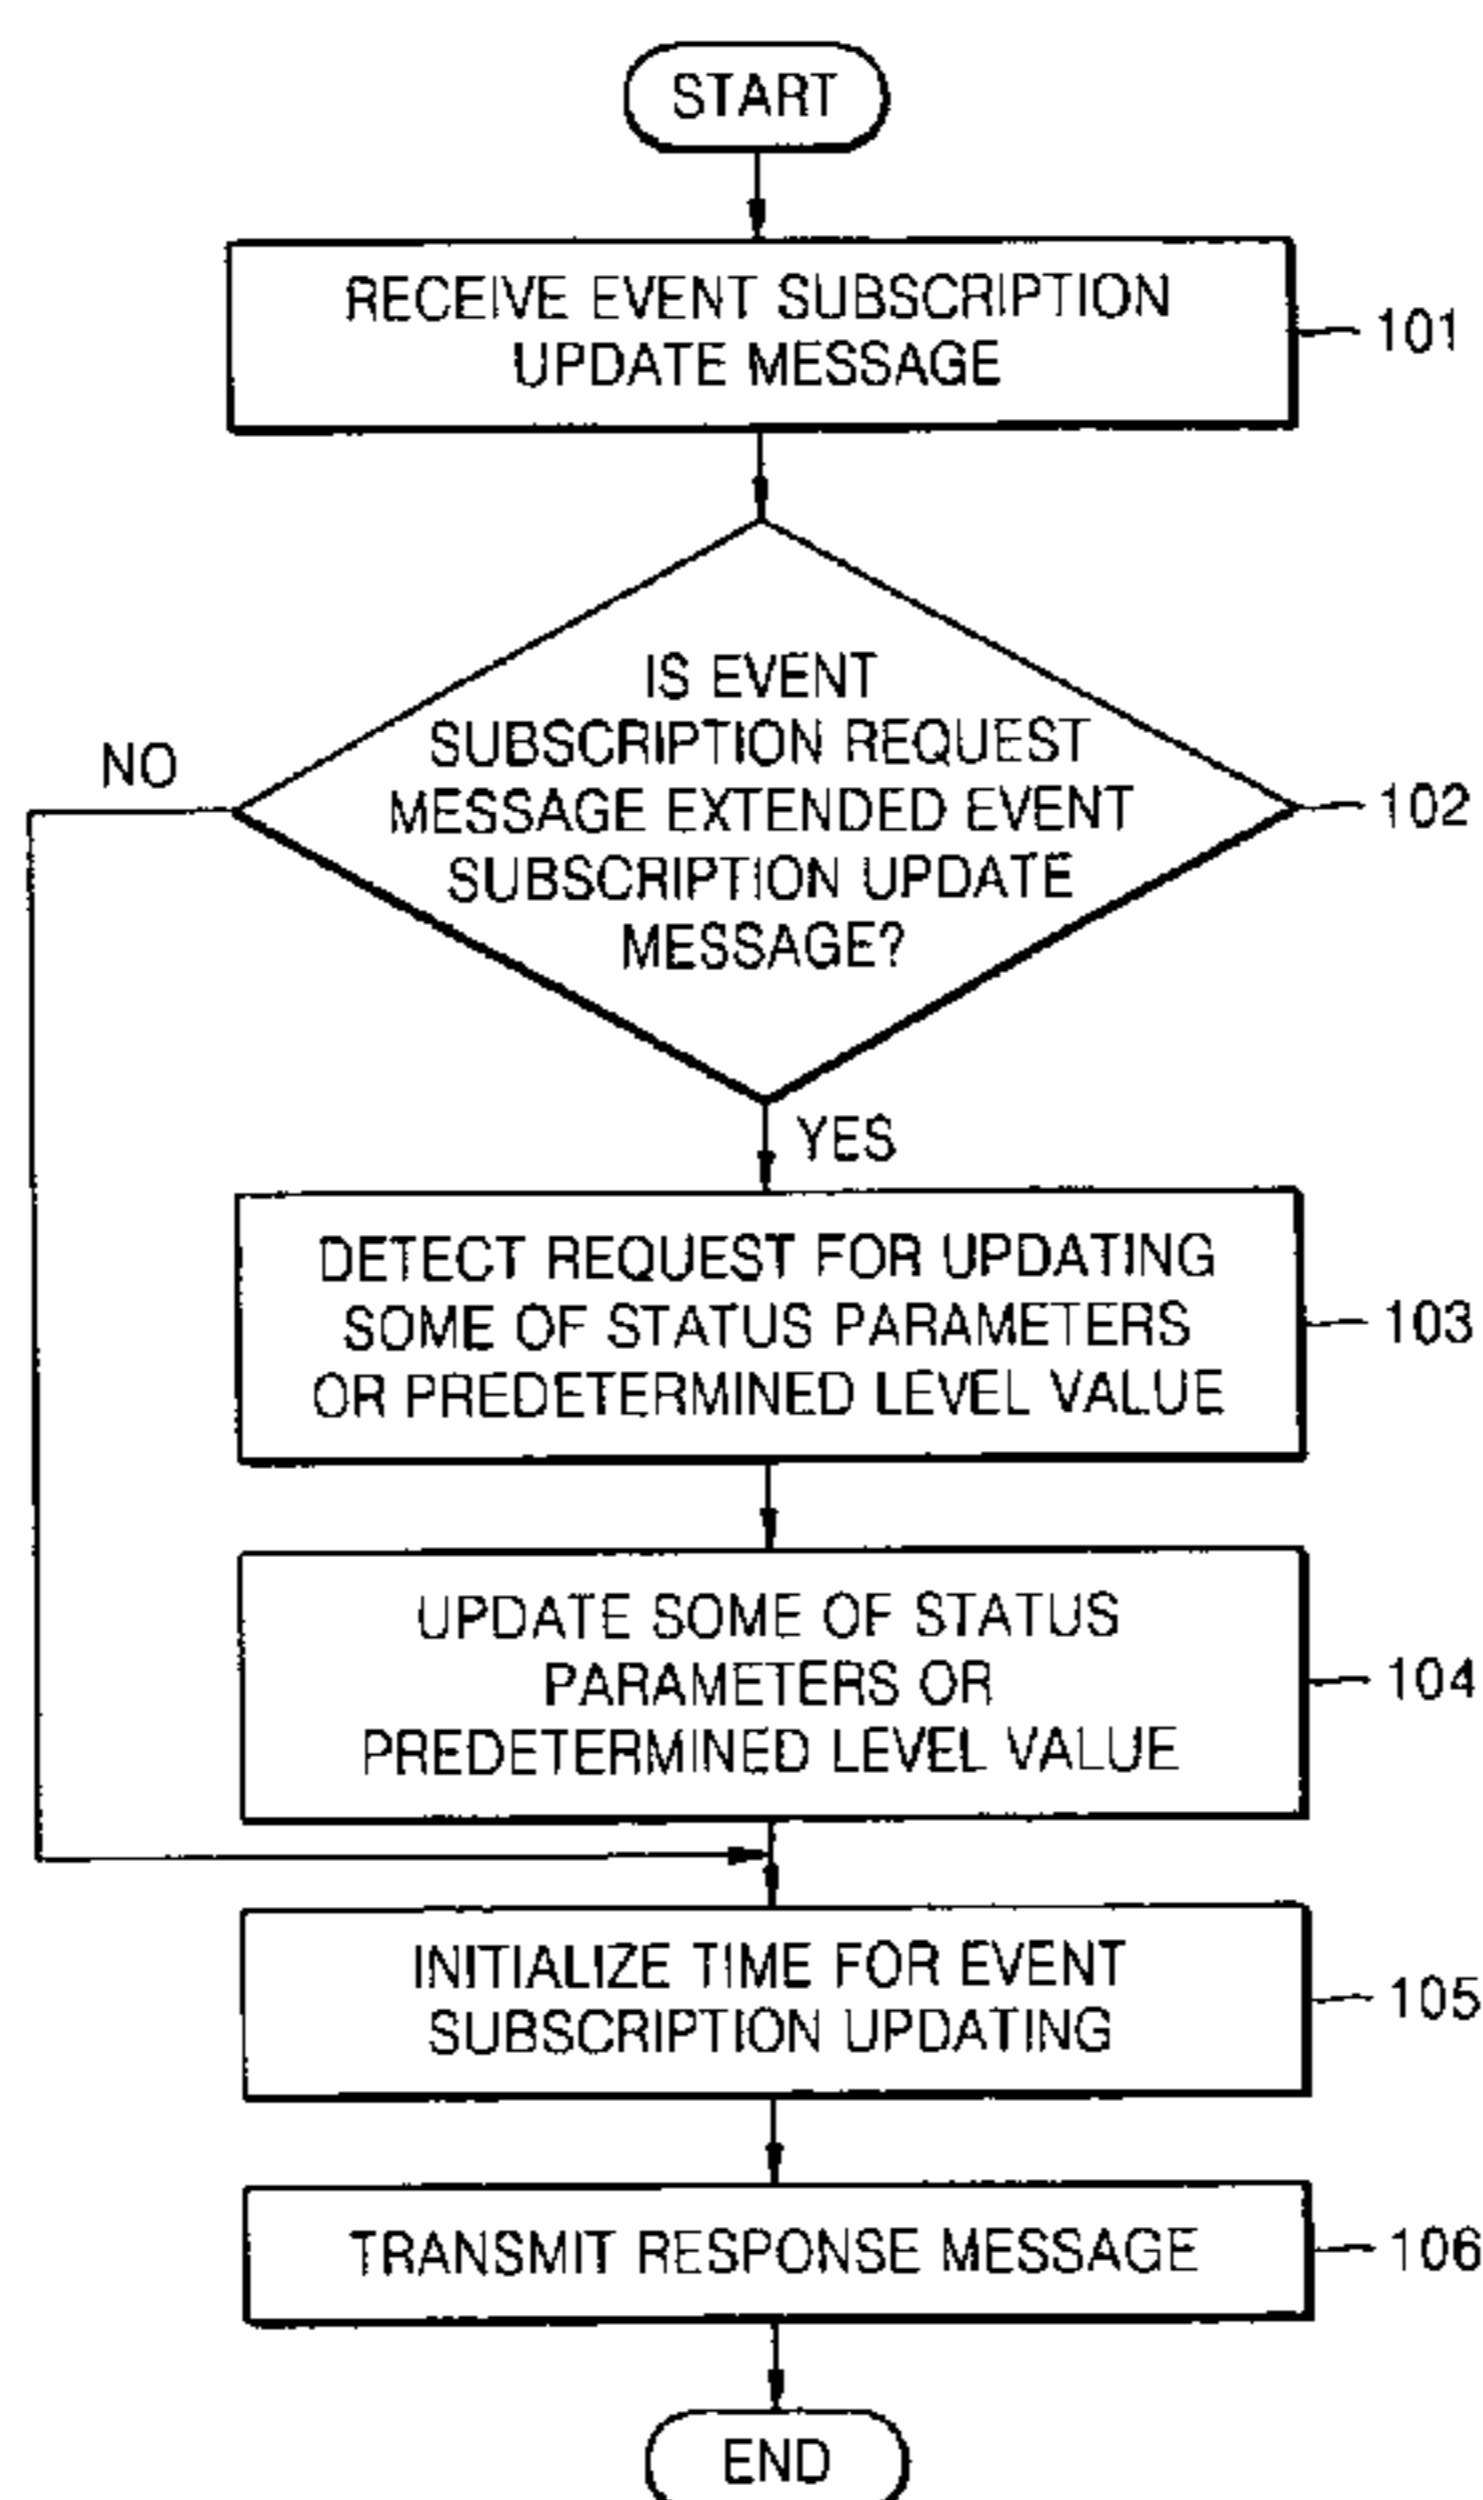 START
RECEIVE EVENT SUBSCRIPTION
UPDATE MESSAGE
101
IS EVENT
SUBSCRIPTION REQUEST
MESSAGE EXTENDED EVENT
SUBSCRIPTION UPDATE
MESSAGE?
102
NO
YES
DETECT REQUEST FOR UPDATING
SOME OF STATUS PARAMETERS
OR PREDETERMINED LEVEL VALUE
103
UPDATE SOME OF STATUS
PARAMETERS OR
PREDETERMINED LEVEL VALUE
104
INITIALIZE TIME FOR EVENT
SUBSCRIPTION UPDATING
105
TRANSMIT RESPONSE MESSAGE
106
END